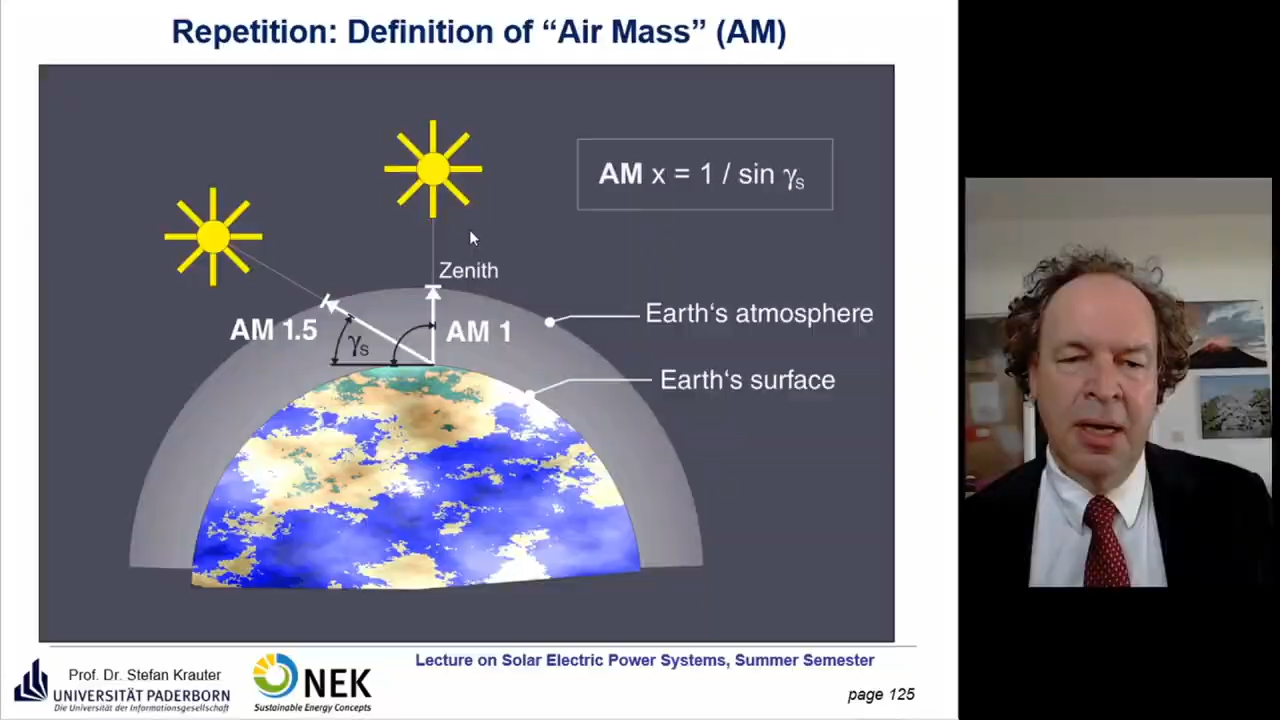 Repetition: Definition of “Air Mass” (AM)
AM x = 1 / sin γS
Zenith
AM 1.5
γS
AM 1
Earth‘s atmosphere
Earth‘s surface
Prof. Dr. Stefan Krauter
UNIVERSITÄT PADERBORN
Die Universität der Informationsgesellschaft
NEK
Sustainable Energy Concepts
Lecture on Solar Electric Power Systems, Summer Semester
page 125